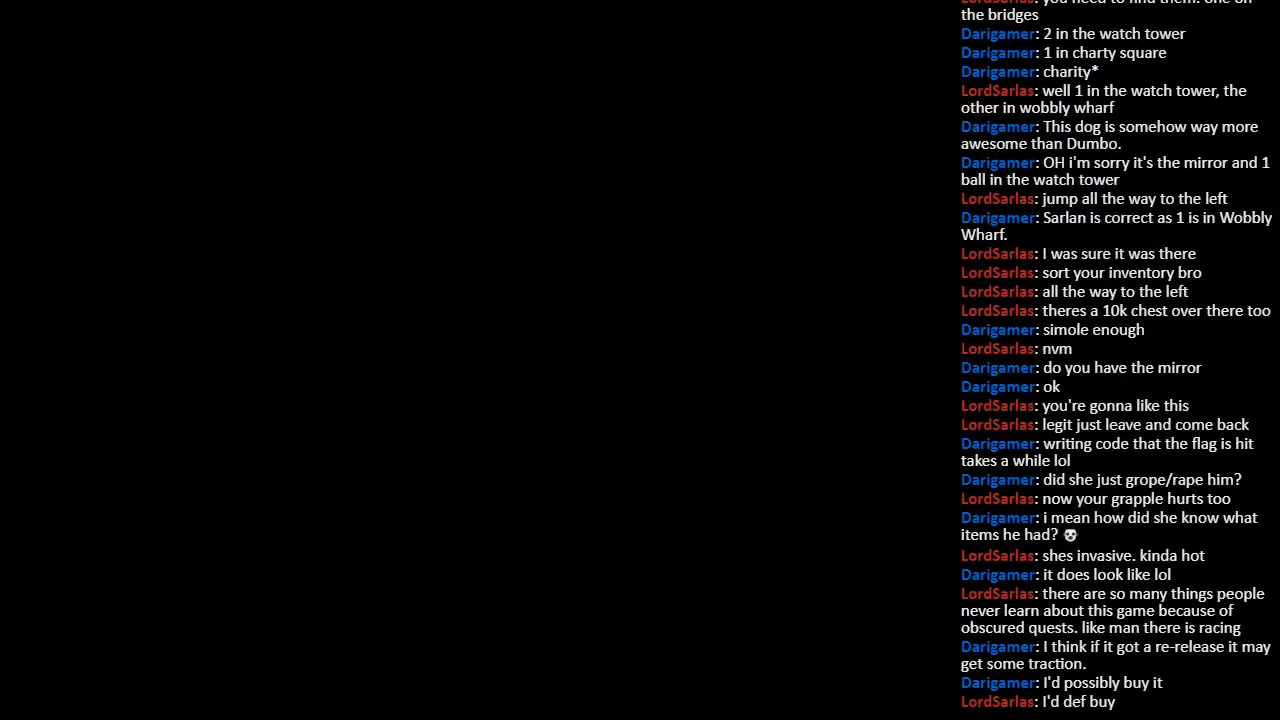 LordSarlas: you need to find them. one on
the bridges
Darigamer: 2 in the watch tower
Darigamer: 1 in charty square
Darigamer: charity*
LordSarlas: well 1 in the watch tower, the
other in wobbly wharf
Darigamer: This dog is somehow way more
awesome than Dumbo.
Darigamer: OH i'm sorry it's the mirror and 1
ball in the watch tower
LordSarlas: jump all the way to the left
Darigamer: Sarlan is correct as 1 is in Wobbly
Wharf.
LordSarlas: I was sure it was there
LordSarlas: sort your inventory bro
LordSarlas: all the way to the left
LordSarlas: theres a 10k chest over there too
Darigamer: simole enough
LordSarlas: nvm
Darigamer: do you have the mirror
Darigamer: ok
LordSarlas: you're gonna like this
LordSarlas: legit just leave and come back
Darigamer: writing code that the flag is hit
takes a while lol
Darigamer: did she just grope/rape him?
LordSarlas: now your grapple hurts too
Darigamer: i mean how did she know what
items he had? 💀
LordSarlas: shes invasive. kinda hot
Darigamer: it does look like lol
LordSarlas: there are so many things people
never learn about this game because of
obscured quests. like man there is racing
Darigamer: I think if it got a re-release it may
get some traction.
Darigamer: I'd possibly buy it
LordSarlas: I'd def buy